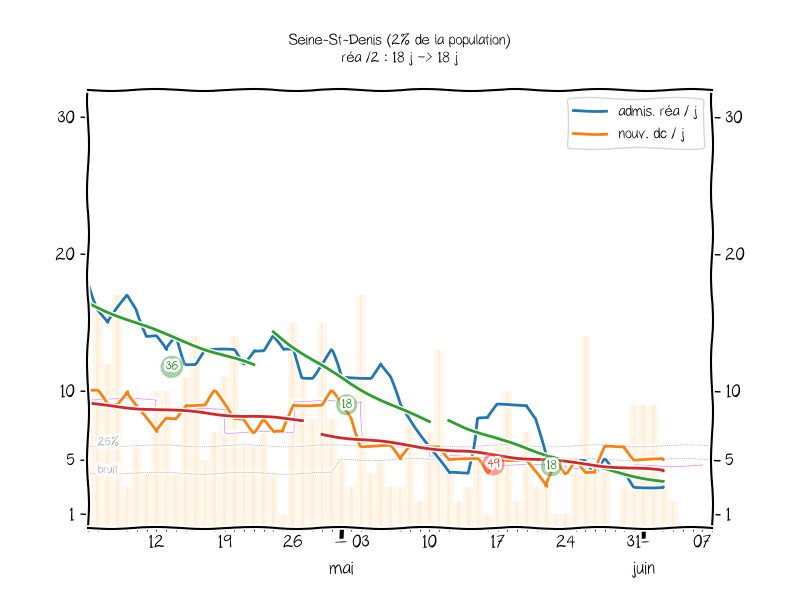 Seine-St-Denis (2% de la population)
réa /2 : 18 j -> 18 j
admis. réa / j
nouv. dc / j
30
30
20
20
36
18
10
10
25%
49
18
5
5
bruit
1
1
12 19 26 03 10 17 24 31 07
mai juin